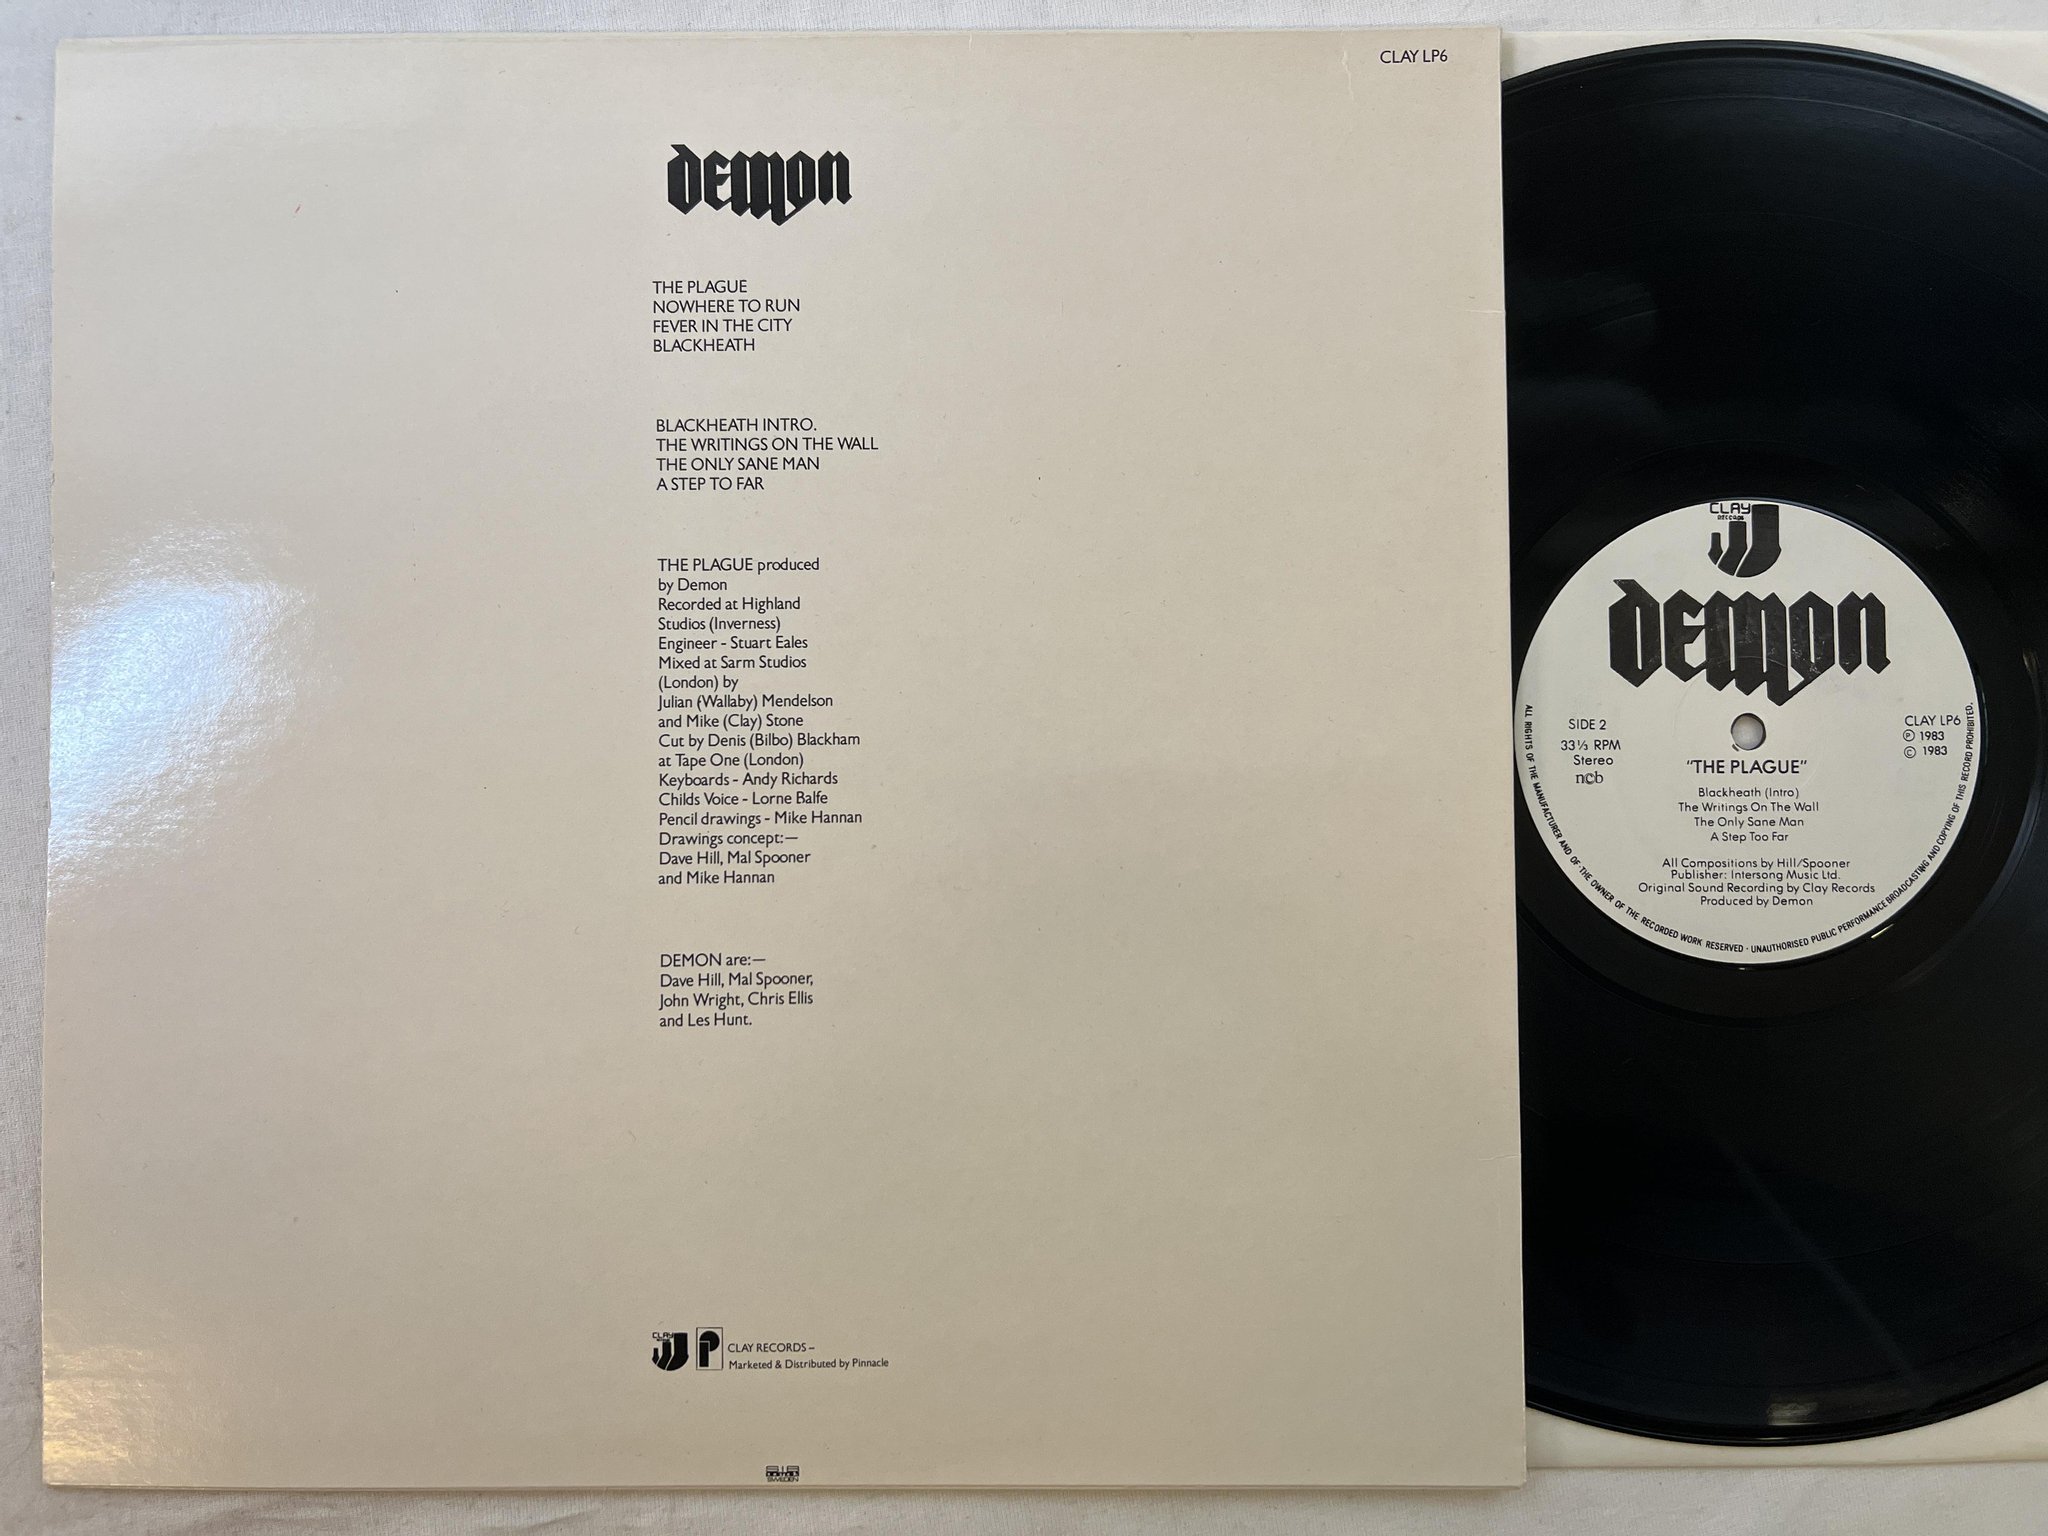 CLAY LP6
DEMON
THE PLAGUE
NOWHERE TO RUN
FEVER IN THE CITY
BLACKHEATH
BLACKHEATH INTRO.
THE WRITINGS ON THE WALL
THE ONLY SANE MAN
A STEP TO FAR
THE PLAGUE produced
by Demon
Recorded at Highland
Studios (Inverness)
Engineer - Stuart Eales
Mixed at Sarm Studios
(London) by
Julian (Wallaby) Mendelson
and Mike (Clay) Stone
Cut by Denis (Bilbo) Blackham
at Tape One (London)
Keyboards - Andy Richards
Childs Voice - Lorne Balfe
Pencil drawings - Mike Hannan
Drawings concept:—
Dave Hill, Mal Spooner
and Mike Hannan
DEMON are:—
Dave Hill, Mal Spooner,
John Wright, Chris Ellis
and Les Hunt.
CLAY
P
CLAY RECORDS –
Marketed & Distributed by Pinnacle
SWEDEN
CLAY
RECORDS
DEMON
SIDE 2
33⅓ RPM
Stereo
ncb
CLAY LP6
℗ 1983
© 1983
"THE PLAGUE"
Blackheath (Intro)
The Writings On The Wall
The Only Sane Man
A Step Too Far
All Compositions by Hill/Spooner
Publisher: Intersong Music Ltd.
Original Sound Recording by Clay Records
Produced by Demon
ALL RIGHTS OF THE MANUFACTURER AND OF THE OWNER OF THE RECORDED WORK RESERVED · UNAUTHORISED PUBLIC PERFORMANCE BROADCASTING AND COPYING OF THIS RECORD PROHIBITED.